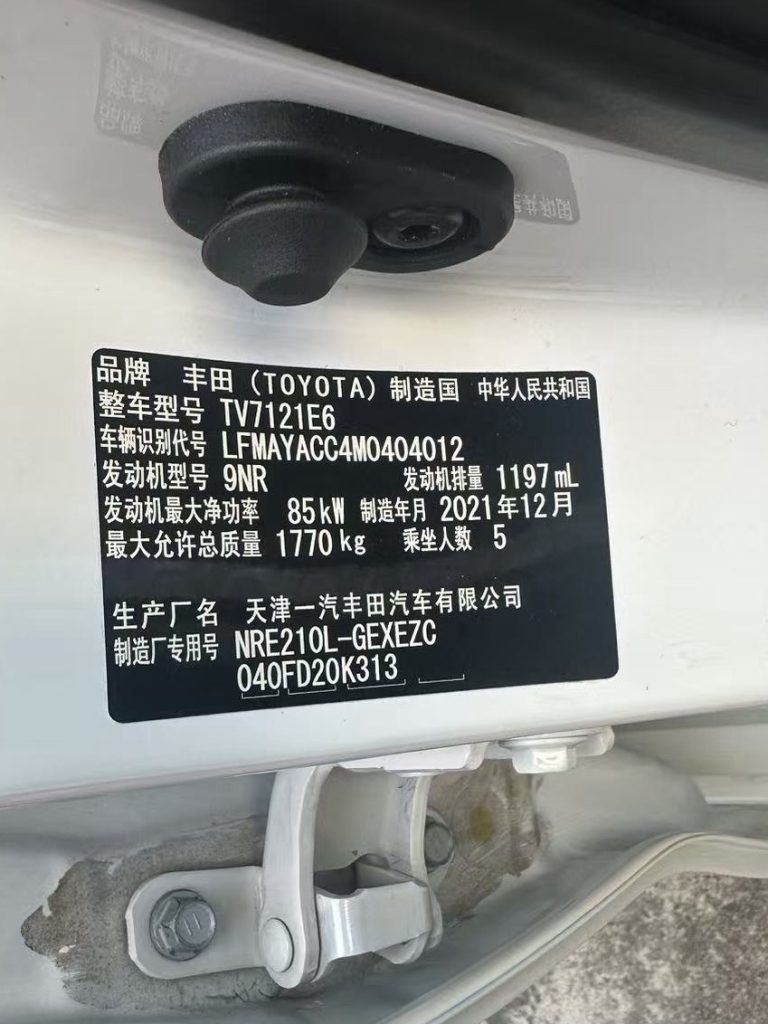 品牌 丰田（TOYOTA）制造国 中华人民共和国
整车型号 TV7121E6
车辆识别代号 LFMAYACC4M0404012
发动机型号 9NR 发动机排量 1197mL
发动机最大净功率 85kW 制造年月 2021年12月
最大允许总质量 1770kg 乘坐人数 5
生产厂名 天津一汽丰田汽车有限公司
制造厂专用号 NRE210L-GEXEZC
040FD20K313